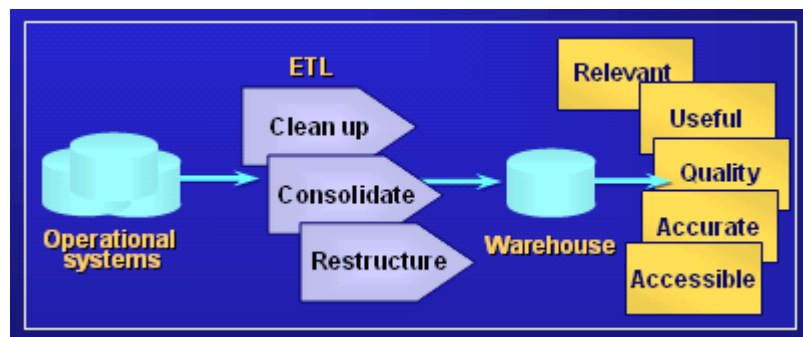 ETL
Clean up
Consolidate
Restructure
Operational
systems
Warehouse
Relevant
Useful
Quality
Accurate
Accessible